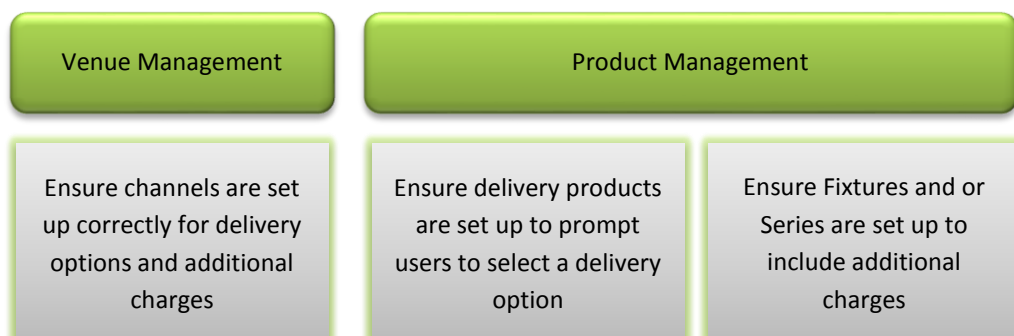 Venue Management
Product Management
Ensure channels are set
up correctly for delivery
options and additional
charges
Ensure delivery products
are set up to prompt
users to select a delivery
option
Ensure Fixtures and or
Series are set up to
include additional
charges